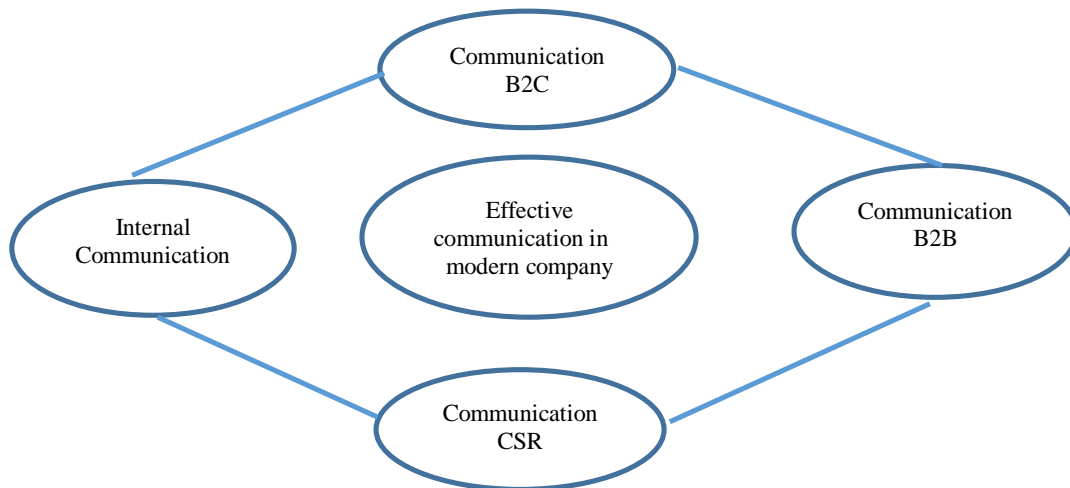 Communication
B2C
Internal
Communication
Effective
communication in
modern company
Communication
B2B
Communication
CSR